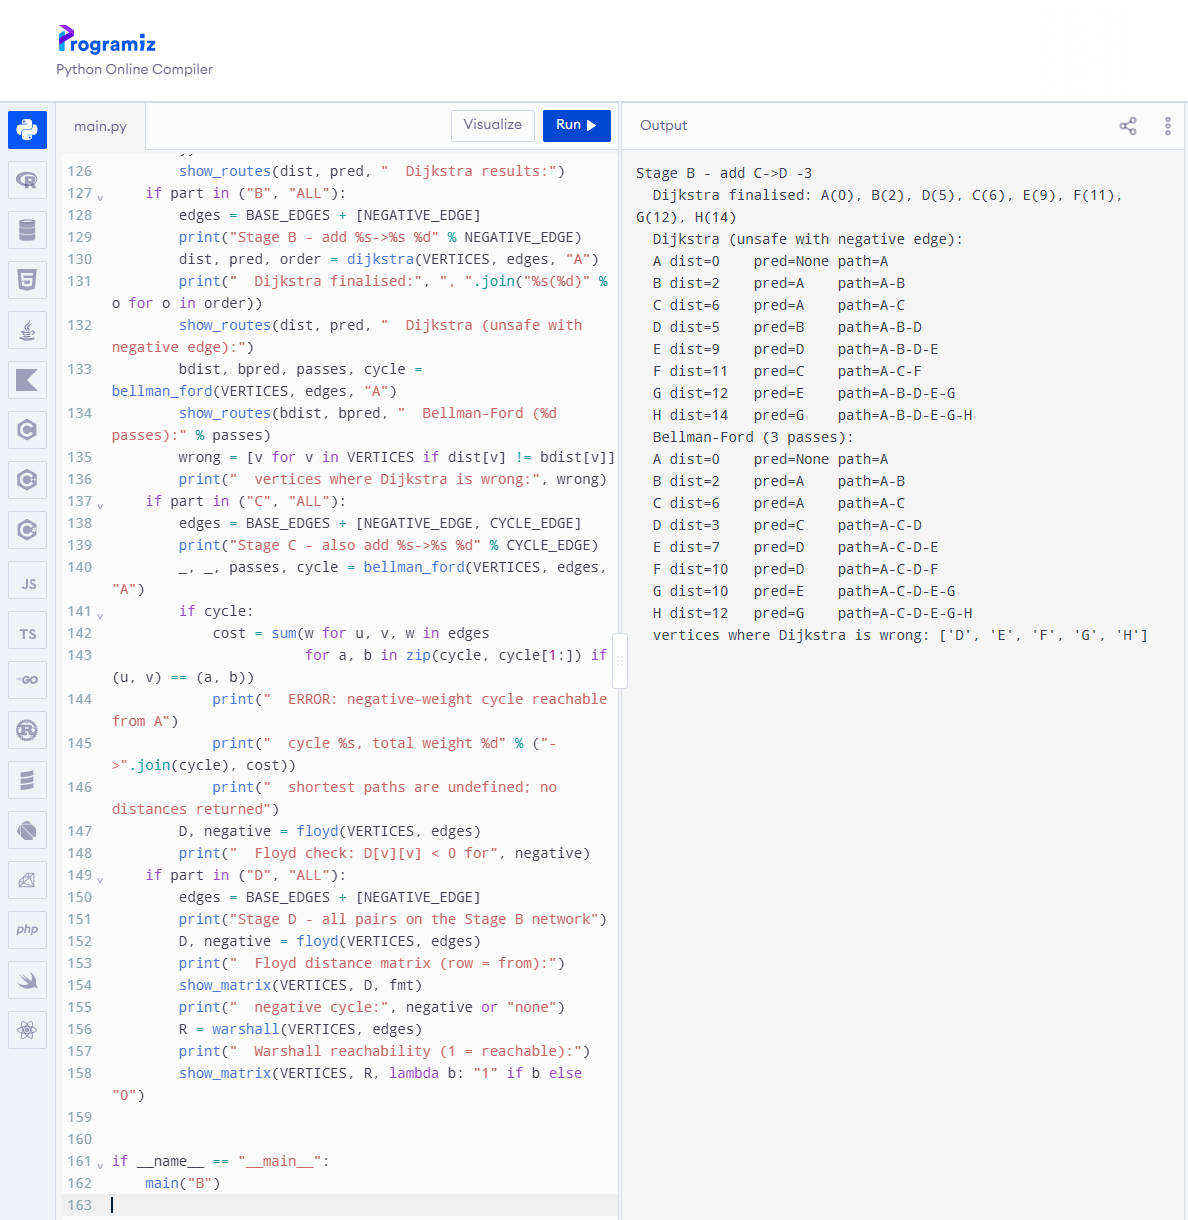 Programiz
Python Online Compiler
main.py
Visualize
Run
126 show_routes(dist, pred, "  Dijkstra results:")
127 if part in ("B", "ALL"):
128 edges = BASE_EDGES + [NEGATIVE_EDGE]
129 print("Stage B - add %s->%s %d" % NEGATIVE_EDGE)
130 dist, pred, order = dijkstra(VERTICES, edges, "A")
131 print("  Dijkstra finalised:", ", ".join("%s(%d)" %
o for o in order))
132 show_routes(dist, pred, "  Dijkstra (unsafe with
negative edge):")
133 bdist, bpred, passes, cycle =
bellman_ford(VERTICES, edges, "A")
134 show_routes(bdist, bpred, "  Bellman-Ford (%d
passes):" % passes)
135 wrong = [v for v in VERTICES if dist[v] != bdist[v]]
136 print("  vertices where Dijkstra is wrong:", wrong)
137 if part in ("C", "ALL"):
138 edges = BASE_EDGES + [NEGATIVE_EDGE, CYCLE_EDGE]
139 print("Stage C - also add %s->%s %d" % CYCLE_EDGE)
140 _, _, passes, cycle = bellman_ford(VERTICES, edges,
"A")
141 if cycle:
142 cost = sum(w for u, v, w in edges
143 for a, b in zip(cycle, cycle[1:]) if
(u, v) == (a, b))
144 print("  ERROR: negative-weight cycle reachable
from A")
145 print("  cycle %s, total weight %d" % ("-
>".join(cycle), cost))
146 print("  shortest paths are undefined; no
distances returned")
147 D, negative = floyd(VERTICES, edges)
148 print("  Floyd check: D[v][v] < 0 for", negative)
149 if part in ("D", "ALL"):
150 edges = BASE_EDGES + [NEGATIVE_EDGE]
151 print("Stage D - all pairs on the Stage B network")
152 D, negative = floyd(VERTICES, edges)
153 print("  Floyd distance matrix (row = from):")
154 show_matrix(VERTICES, D, fmt)
155 print("  negative cycle:", negative or "none")
156 R = warshall(VERTICES, edges)
157 print("  Warshall reachability (1 = reachable):")
158 show_matrix(VERTICES, R, lambda b: "1" if b else
"0")
159
160
161 if __name__ == "__main__":
162 main("B")
163
JS
TS
GO
php
Output
Stage B - add C->D -3
Dijkstra finalised: A(0), B(2), D(5), C(6), E(9), F(11),
G(12), H(14)
Dijkstra (unsafe with negative edge):
A dist=0    pred=None path=A
B dist=2    pred=A    path=A-B
C dist=6    pred=A    path=A-C
D dist=5    pred=B    path=A-B-D
E dist=9    pred=D    path=A-B-D-E
F dist=11   pred=C    path=A-C-F
G dist=12   pred=E    path=A-B-D-E-G
H dist=14   pred=G    path=A-B-D-E-G-H
Bellman-Ford (3 passes):
A dist=0    pred=None path=A
B dist=2    pred=A    path=A-B
C dist=6    pred=A    path=A-C
D dist=3    pred=C    path=A-C-D
E dist=7    pred=D    path=A-C-D-E
F dist=10   pred=D    path=A-C-D-F
G dist=10   pred=E    path=A-C-D-E-G
H dist=12   pred=G    path=A-C-D-E-G-H
vertices where Dijkstra is wrong: ['D', 'E', 'F', 'G', 'H']